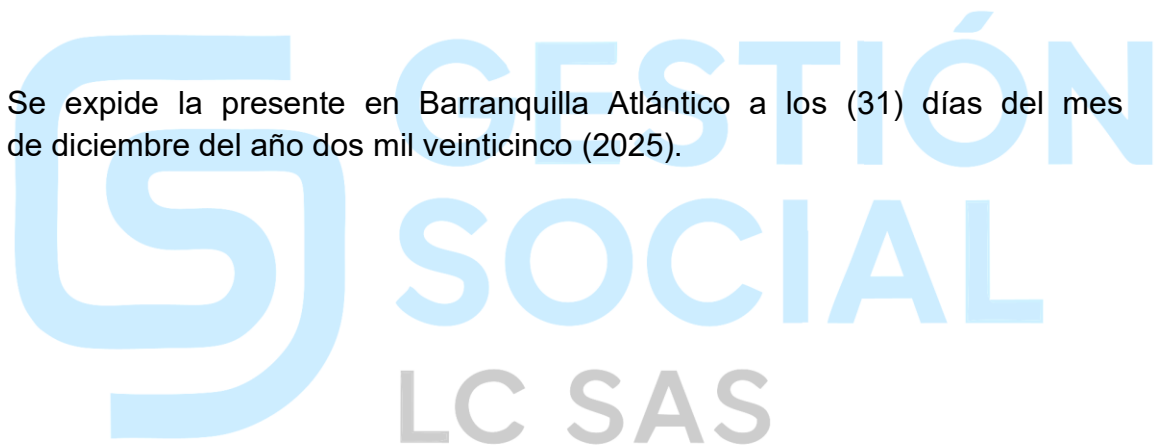 GESTIÓN
Se expide la presente en Barranquilla Atlántico a los (31) días del mes
de diciembre del año dos mil veinticinco (2025).
SOCIAL
LC SAS